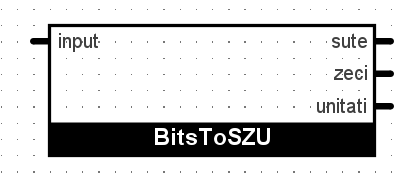 input sute
zeci
unitati
BitsToSZU